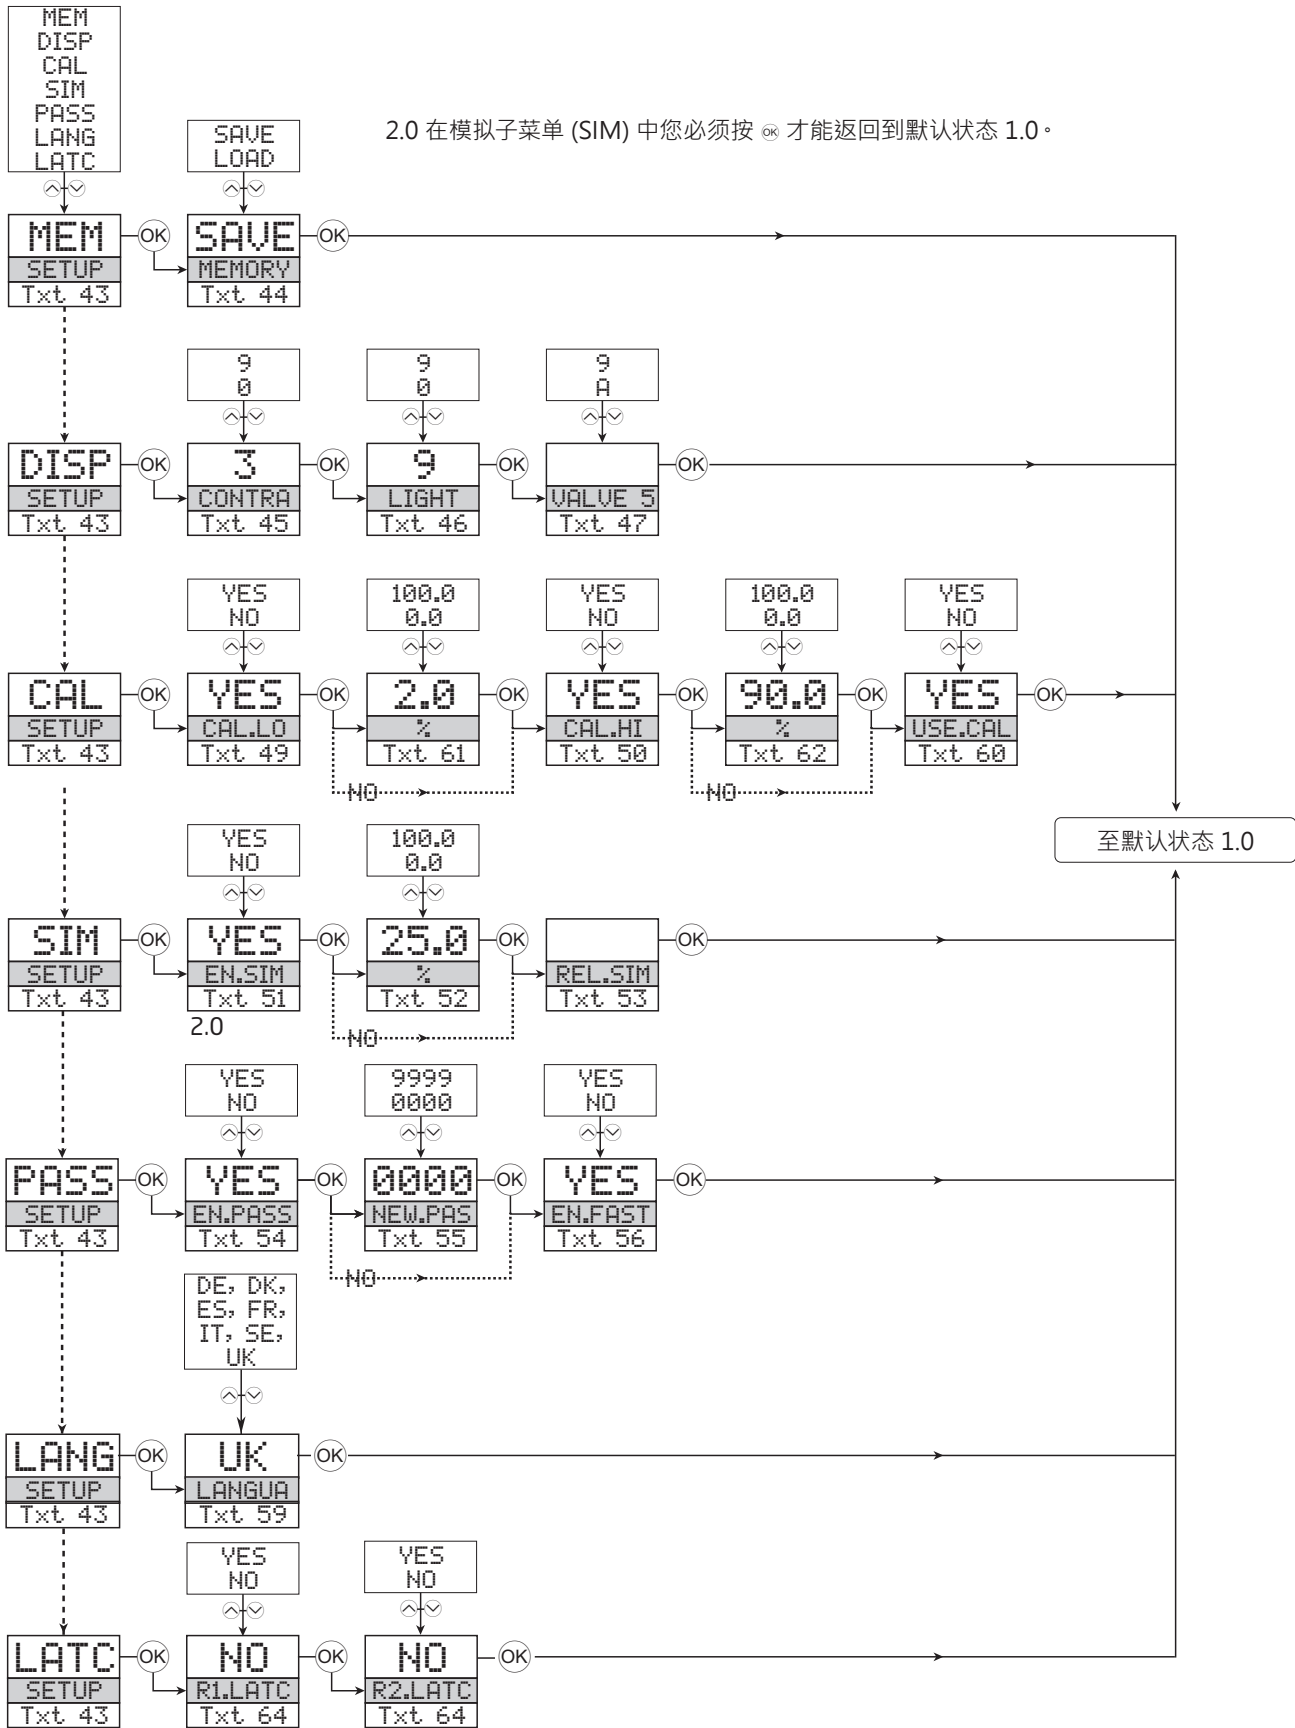 MEM
DISP
CAL
SIM
PASS
LANG
LATC
SAVE
LOAD
2.0 在模拟子菜单 (SIM) 中您必须按 OK 才能返回到默认状态 1.0。
MEM OK SAVE OK
SETUP MEMORY
Txt 43 Txt 44
9 9 9
0 0 A
DISP OK 3 OK 9 OK OK
SETUP CONTRA LIGHT VALVE 5
Txt 43 Txt 45 Txt 46 Txt 47
YES 100.0 YES 100.0 YES
NO 0.0 NO 0.0 NO
CAL OK YES OK 2.0 OK YES OK 90.0 OK YES OK
SETUP CAL.LO % CAL.HI % USE.CAL
Txt 43 Txt 49 Txt 61 Txt 50 Txt 62 Txt 60
NO NO
至默认状态 1.0
YES 100.0
NO 0.0
SIM OK YES OK 25.0 OK OK
SETUP EN.SIM % REL.SIM
Txt 43 Txt 51 Txt 52 Txt 53
2.0
NO
YES 9999 YES
NO 0000 NO
PASS OK YES OK 0000 OK YES OK
SETUP EN.PASS NEW.PAS EN.FAST
Txt 43 Txt 54 Txt 55 Txt 56
NO
DE, DK,
ES, FR,
IT, SE,
UK
LANG OK UK OK
SETUP LANGUA
Txt 43 Txt 59
YES YES
NO NO
LATC OK NO OK NO OK
SETUP R1.LATC R2.LATC
Txt 43 Txt 64 Txt 64